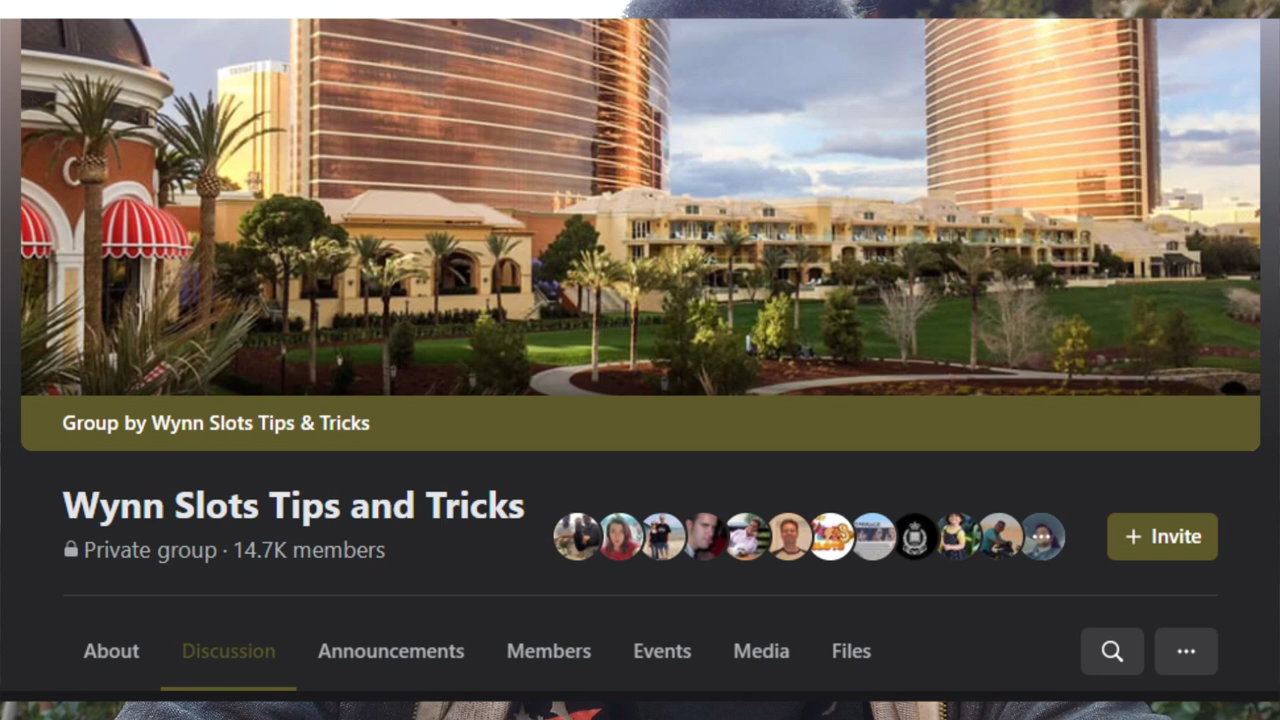 TRUMP
Group by Wynn Slots Tips & Tricks
Wynn Slots Tips and Tricks
Private group · 14.7K members
+ Invite
About
Discussion
Announcements
Members
Events
Media
Files